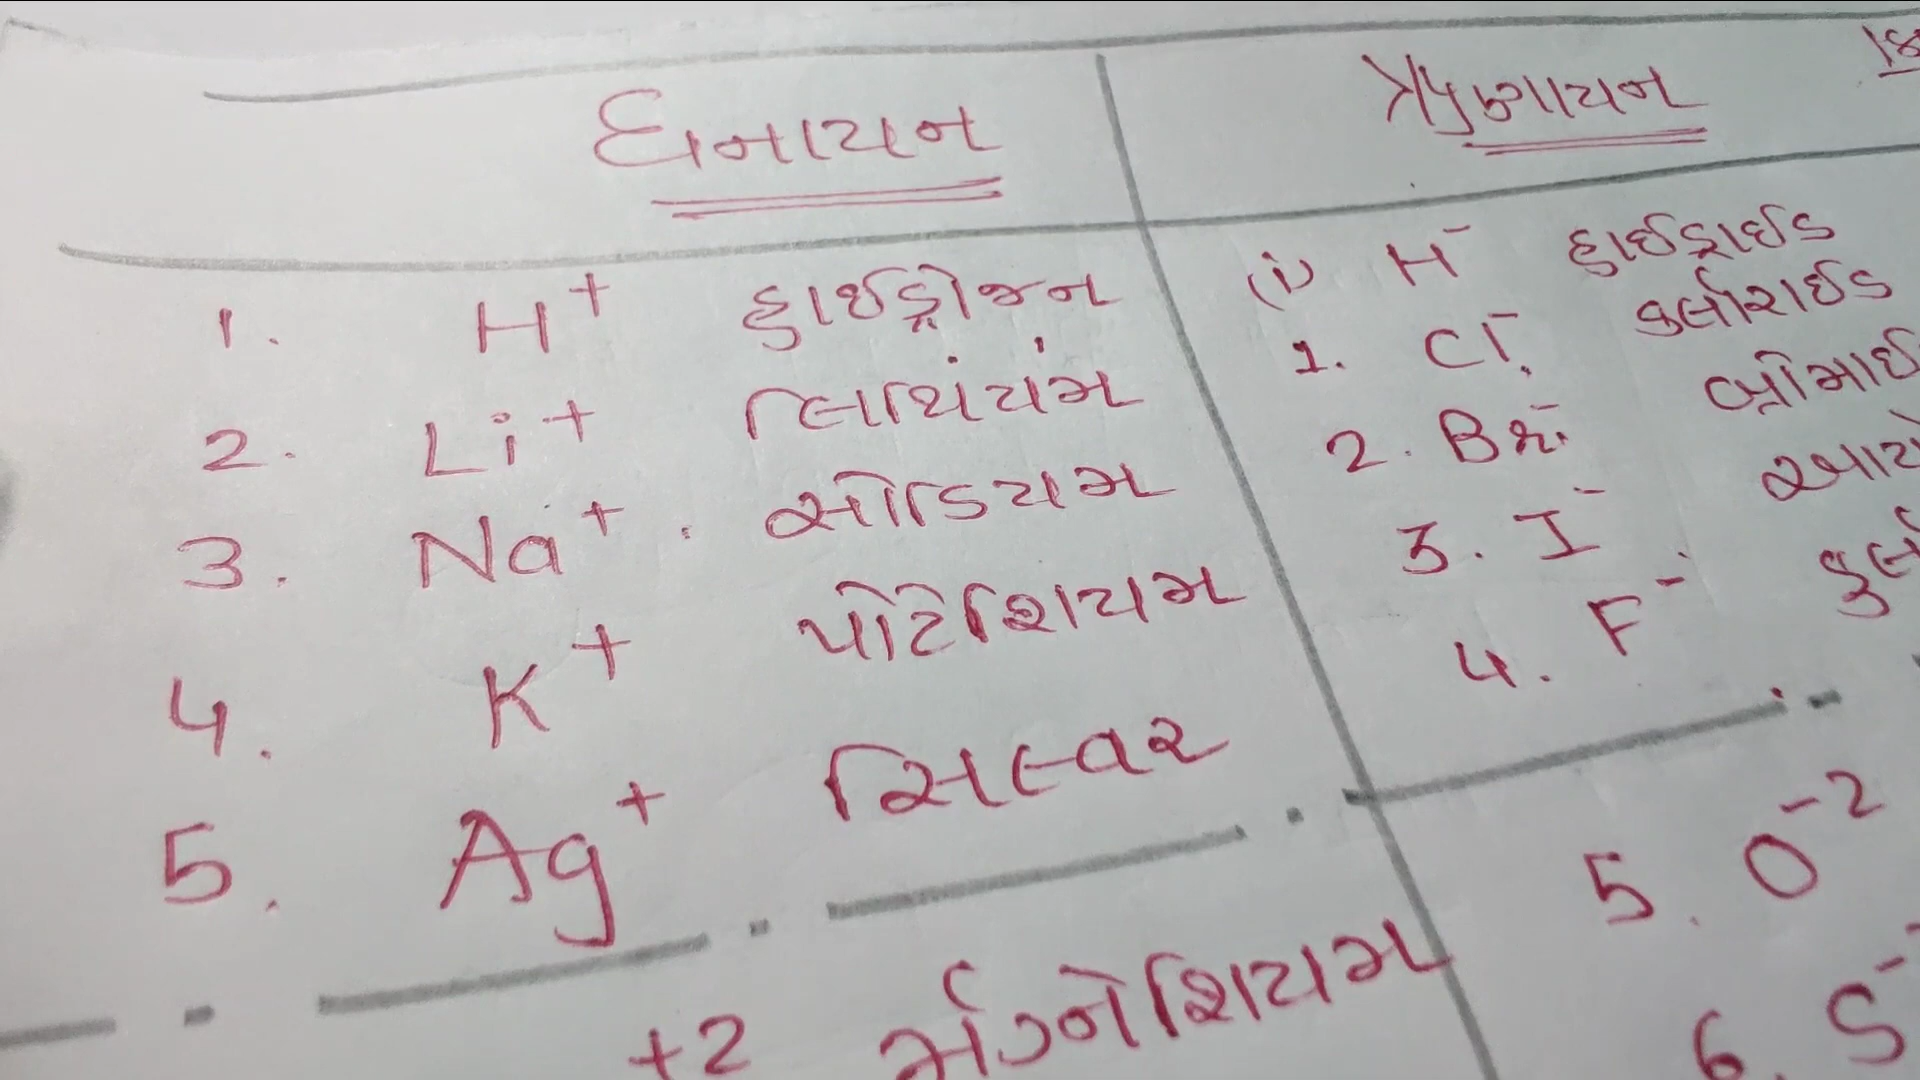 ધનાયન
ઋણાયન
1. H+ હાઈડ્રોજન
2. Li+ લિથિયમ
3. Na+ સોડિયમ
4. K+ પોટેશિયમ
5. Ag+ સિલ્વર
+2 મેગ્નેશિયમ
(i) H- હાઈડ્રાઈડ
1. Cl- ક્લોરાઈડ
2. Br-
3. I-
4. F-
5. O-2
6. S-